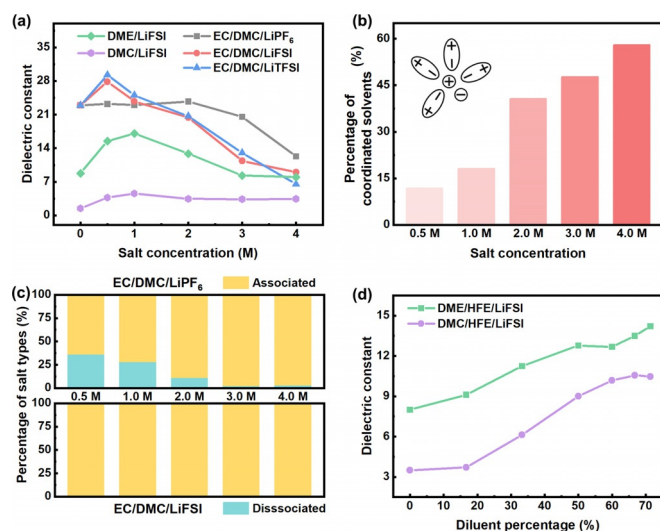 (a)
DME/LiFSI
EC/DMC/LiPF6
DMC/LiFSI
EC/DMC/LiFSI
EC/DMC/LiTFSI
35
28
21
14
7
0
Dielectric constant
0 1 2 3 4
Salt concentration (M)
(b)
60
45
30
15
0
Percentage of (%)
coordinated solvents
+ − + − + − + − + − + −
0.5 M 1.0 M 2.0 M 3.0 M 4.0 M
Salt concentration
(c)
EC/DMC/LiPF6
Associated
100
75
50
25
0
0.5 M 1.0 M 2.0 M 3.0 M 4.0 M
100
75
50
25
0
Percentage of salt types (%)
EC/DMC/LiFSI
Disssociated
(d)
DME/HFE/LiFSI
DMC/HFE/LiFSI
15
12
9
6
3
Dielectric constant
0 10 20 30 40 50 60 70
Diluent percentage (%)